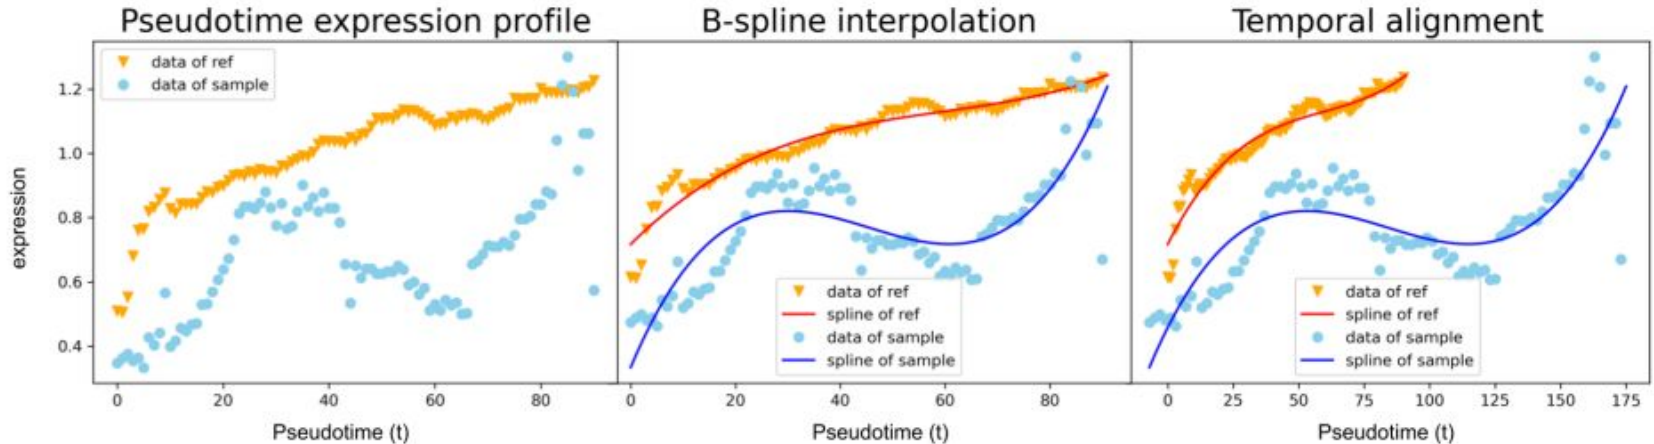 Pseudotime expression profile
B-spline interpolation
Temporal alignment
data of ref
data of sample
expression
1.2
1.0
0.8
0.6
0.4
0 20 40 60 80
Pseudotime (t)
data of ref
spline of ref
data of sample
spline of sample
0 20 40 60 80
Pseudotime (t)
data of ref
spline of ref
data of sample
spline of sample
0 25 50 75 100 125 150 175
Pseudotime (t)